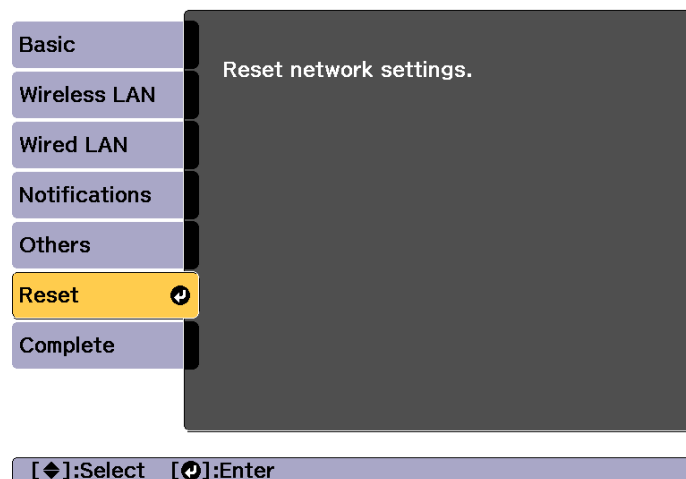 Basic
Reset network settings.
Wireless LAN
Wired LAN
Notifications
Others
Reset
Complete
[◆]:Select [⏎]:Enter